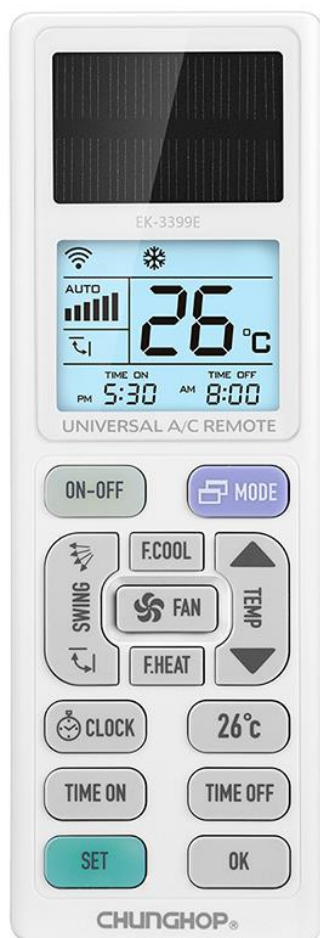 EK-3399E
AUTO
26°C
TIME ON TIME OFF
PM 5:30 AM 8:00
UNIVERSAL A/C REMOTE
ON-OFF MODE
F.COOL
SWING FAN TEMP
F.HEAT
CLOCK 26°c
TIME ON TIME OFF
SET OK
CHUNGHOP®